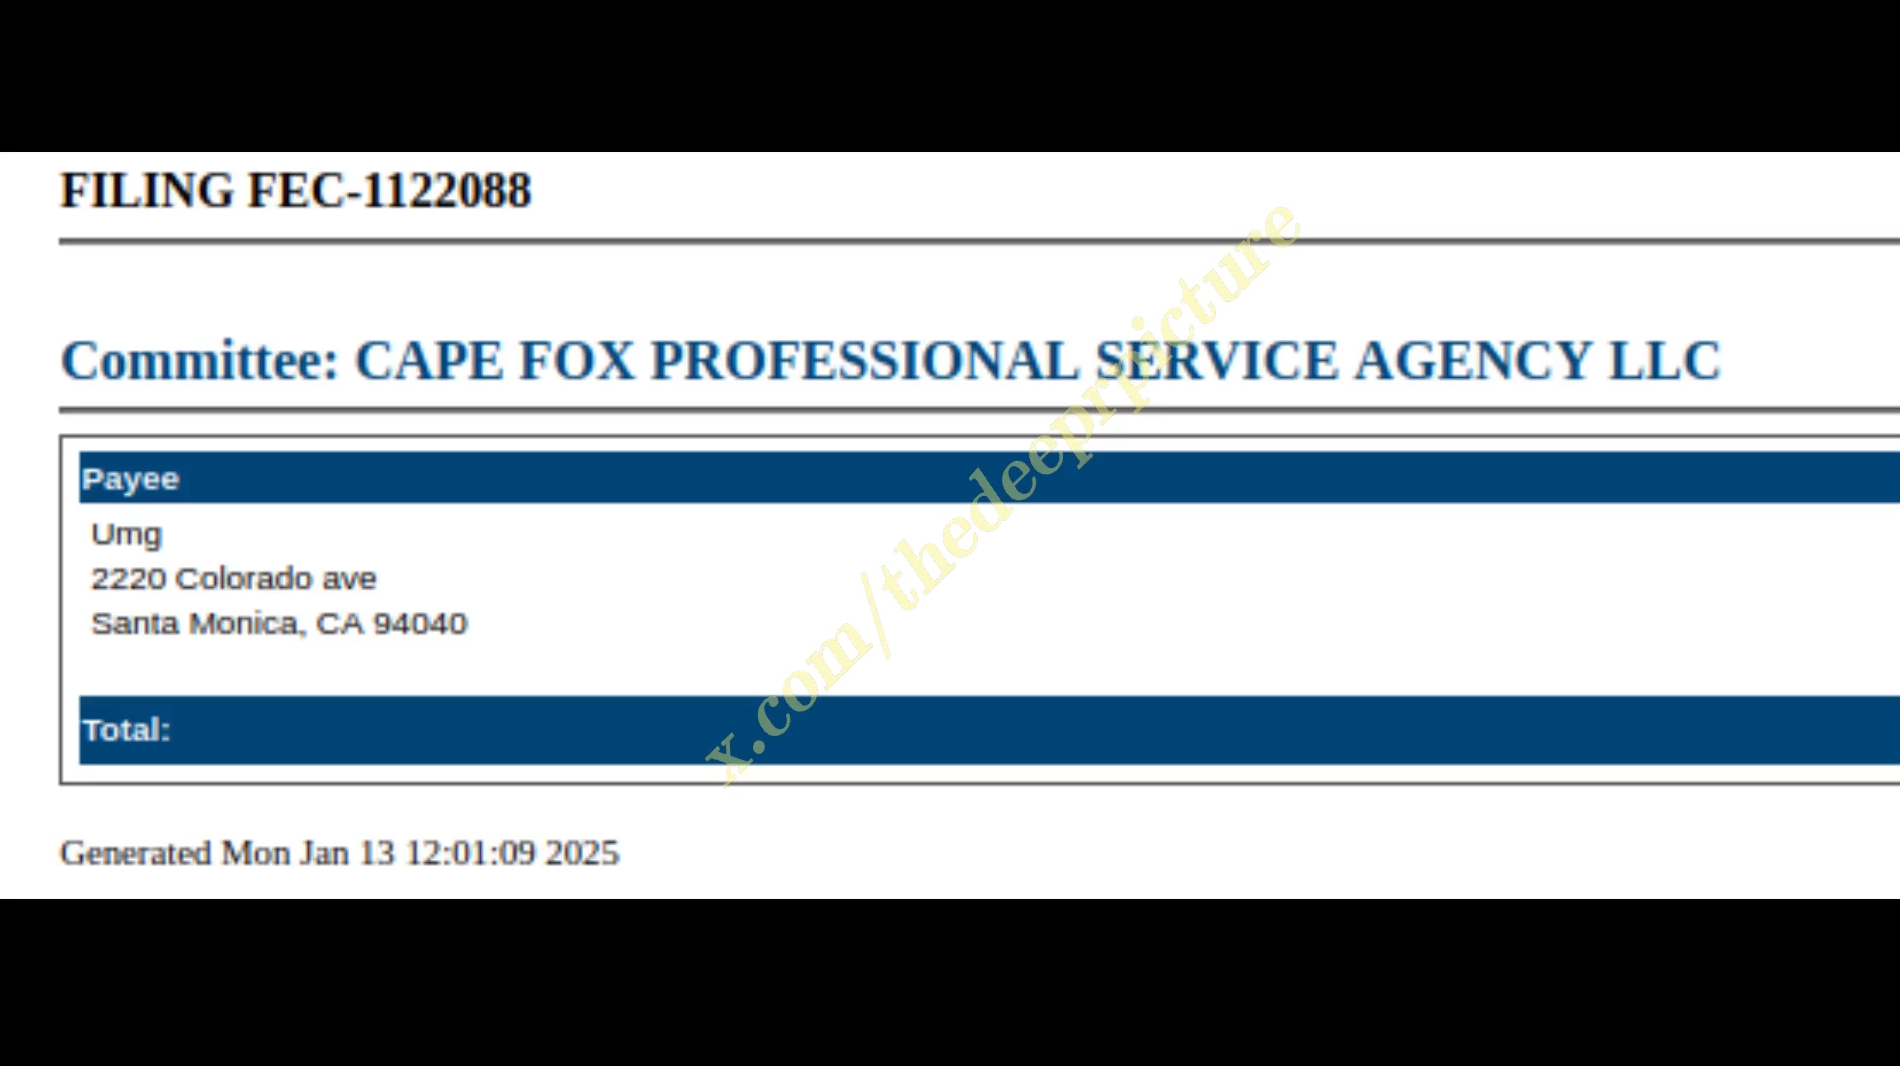 FILING FEC-1122088
Committee: CAPE FOX PROFESSIONAL SERVICE AGENCY LLC
Payee
Umg
2220 Colorado ave
Santa Monica, CA 94040
Total:
Generated Mon Jan 13 12:01:09 2025
x.com/thedeeprpicture